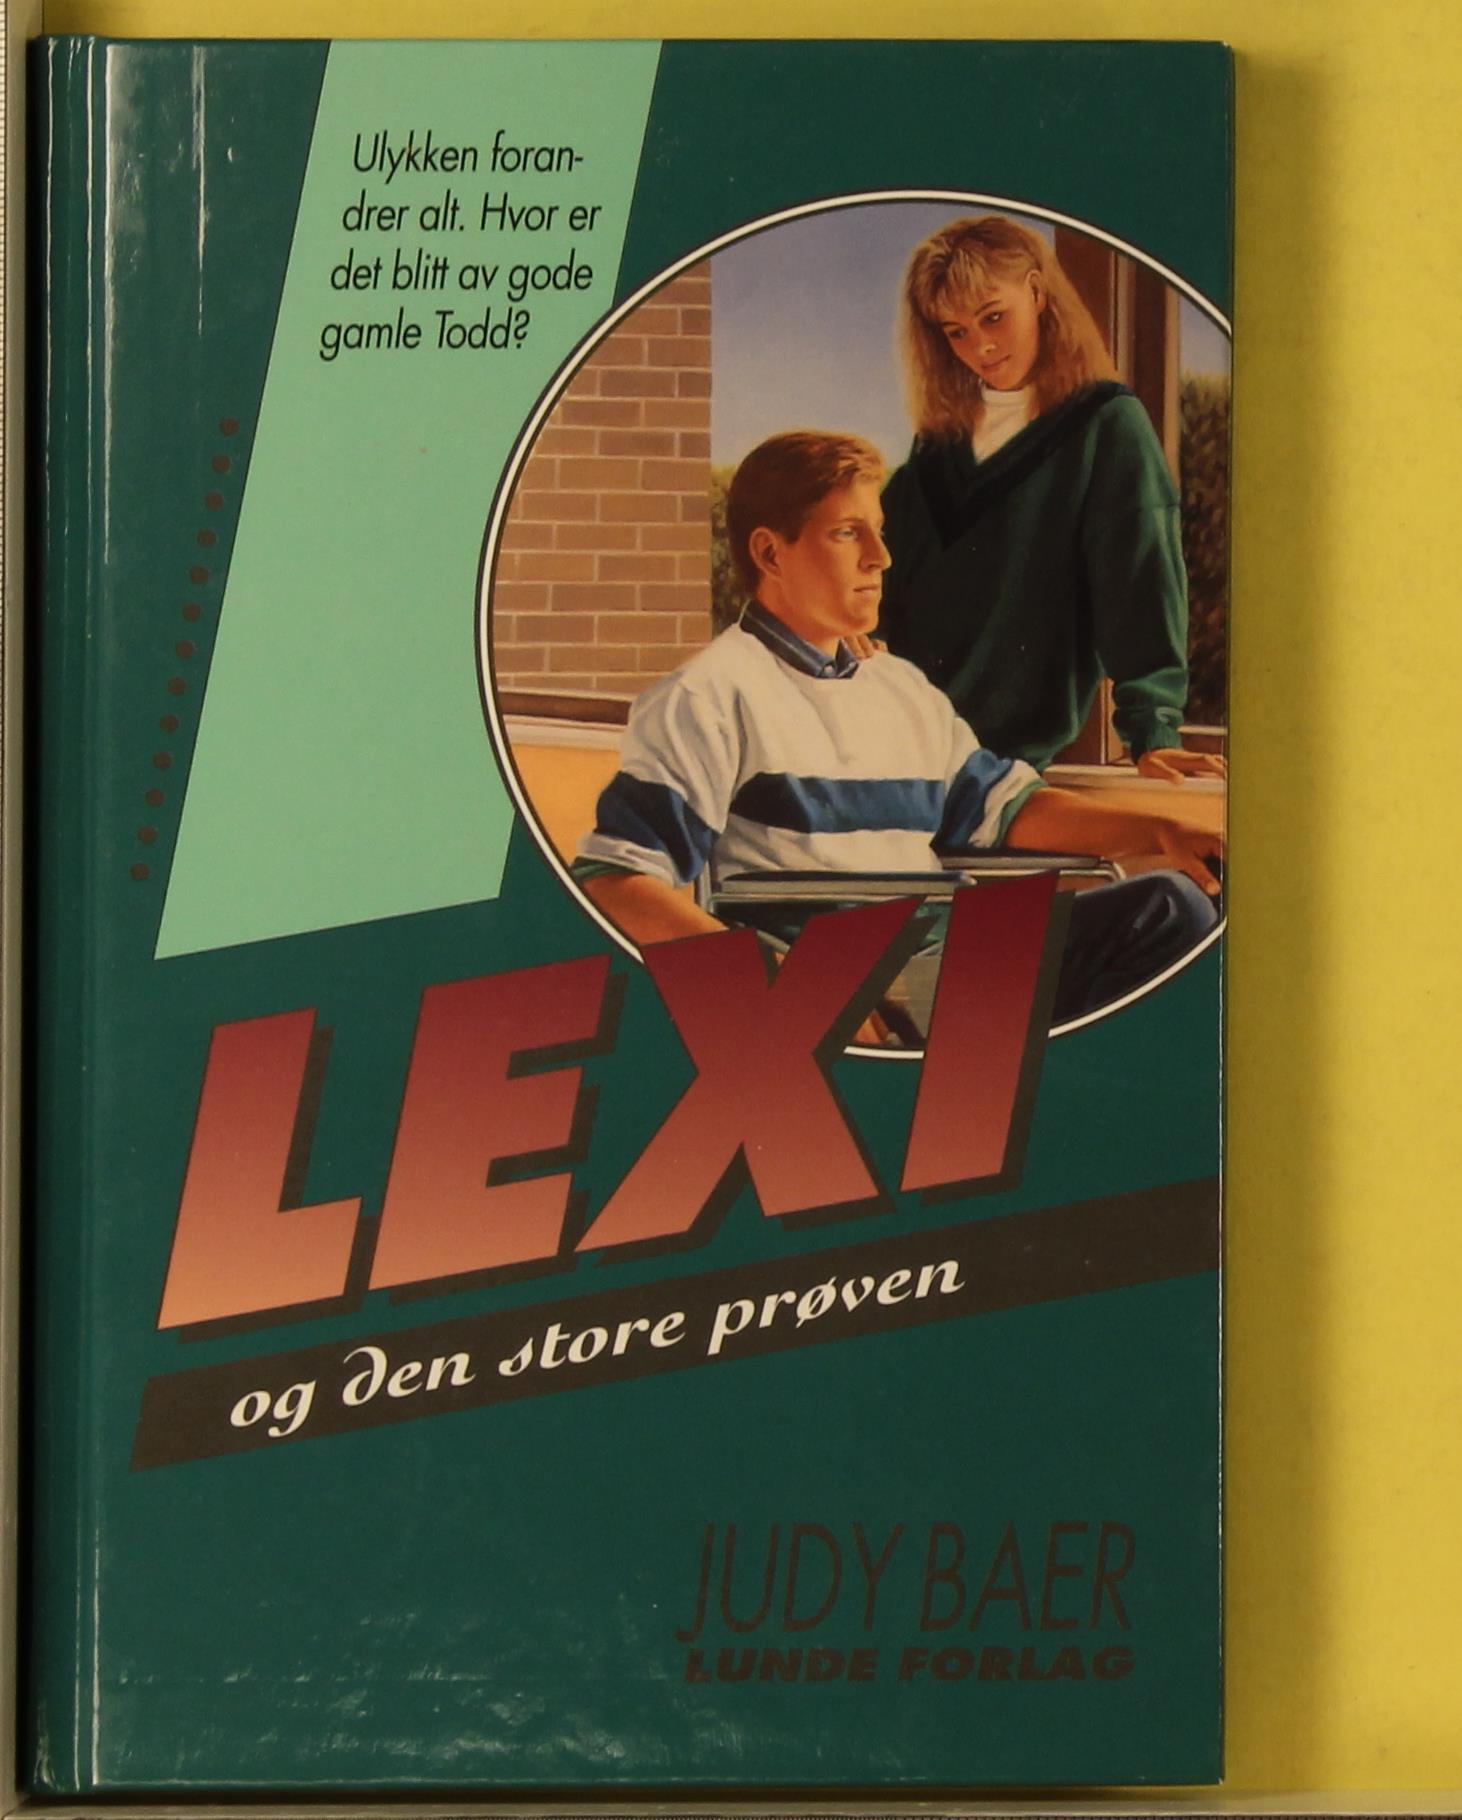 Ulykken foran-
drer alt. Hvor er
det blitt av gode
gamle Todd?
LEXI
og den store prøven
JUDY BAER
LUNDE FORLAG